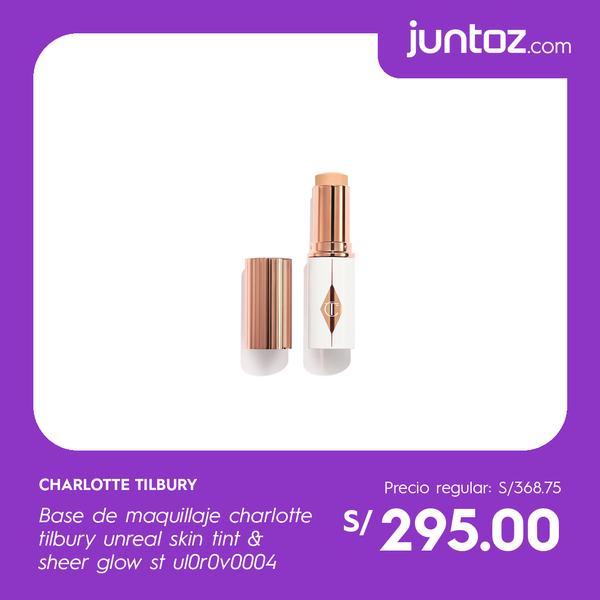 juntoz.com
CT
CHARLOTTE TILBURY
Base de maquillaje charlotte
tilbury unreal skin tint &
sheer glow st ul0r0v0004
Precio regular: S/368.75
S/295.00